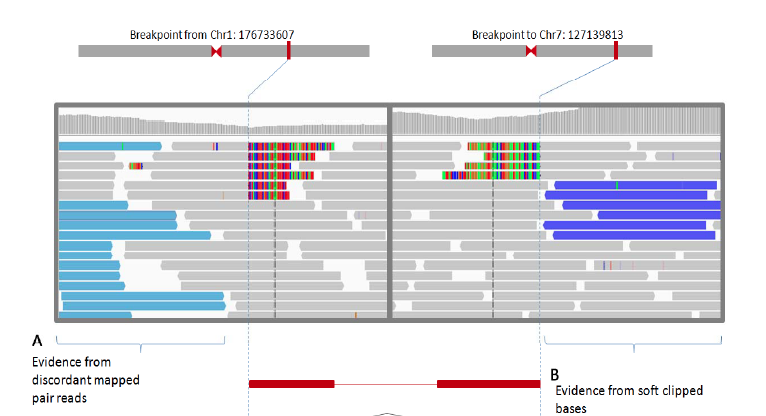 Breakpoint from Chr1: 176733607
Breakpoint to Chr7: 127139813
A
Evidence from
discordant mapped
pair reads
B
Evidence from soft clipped
bases